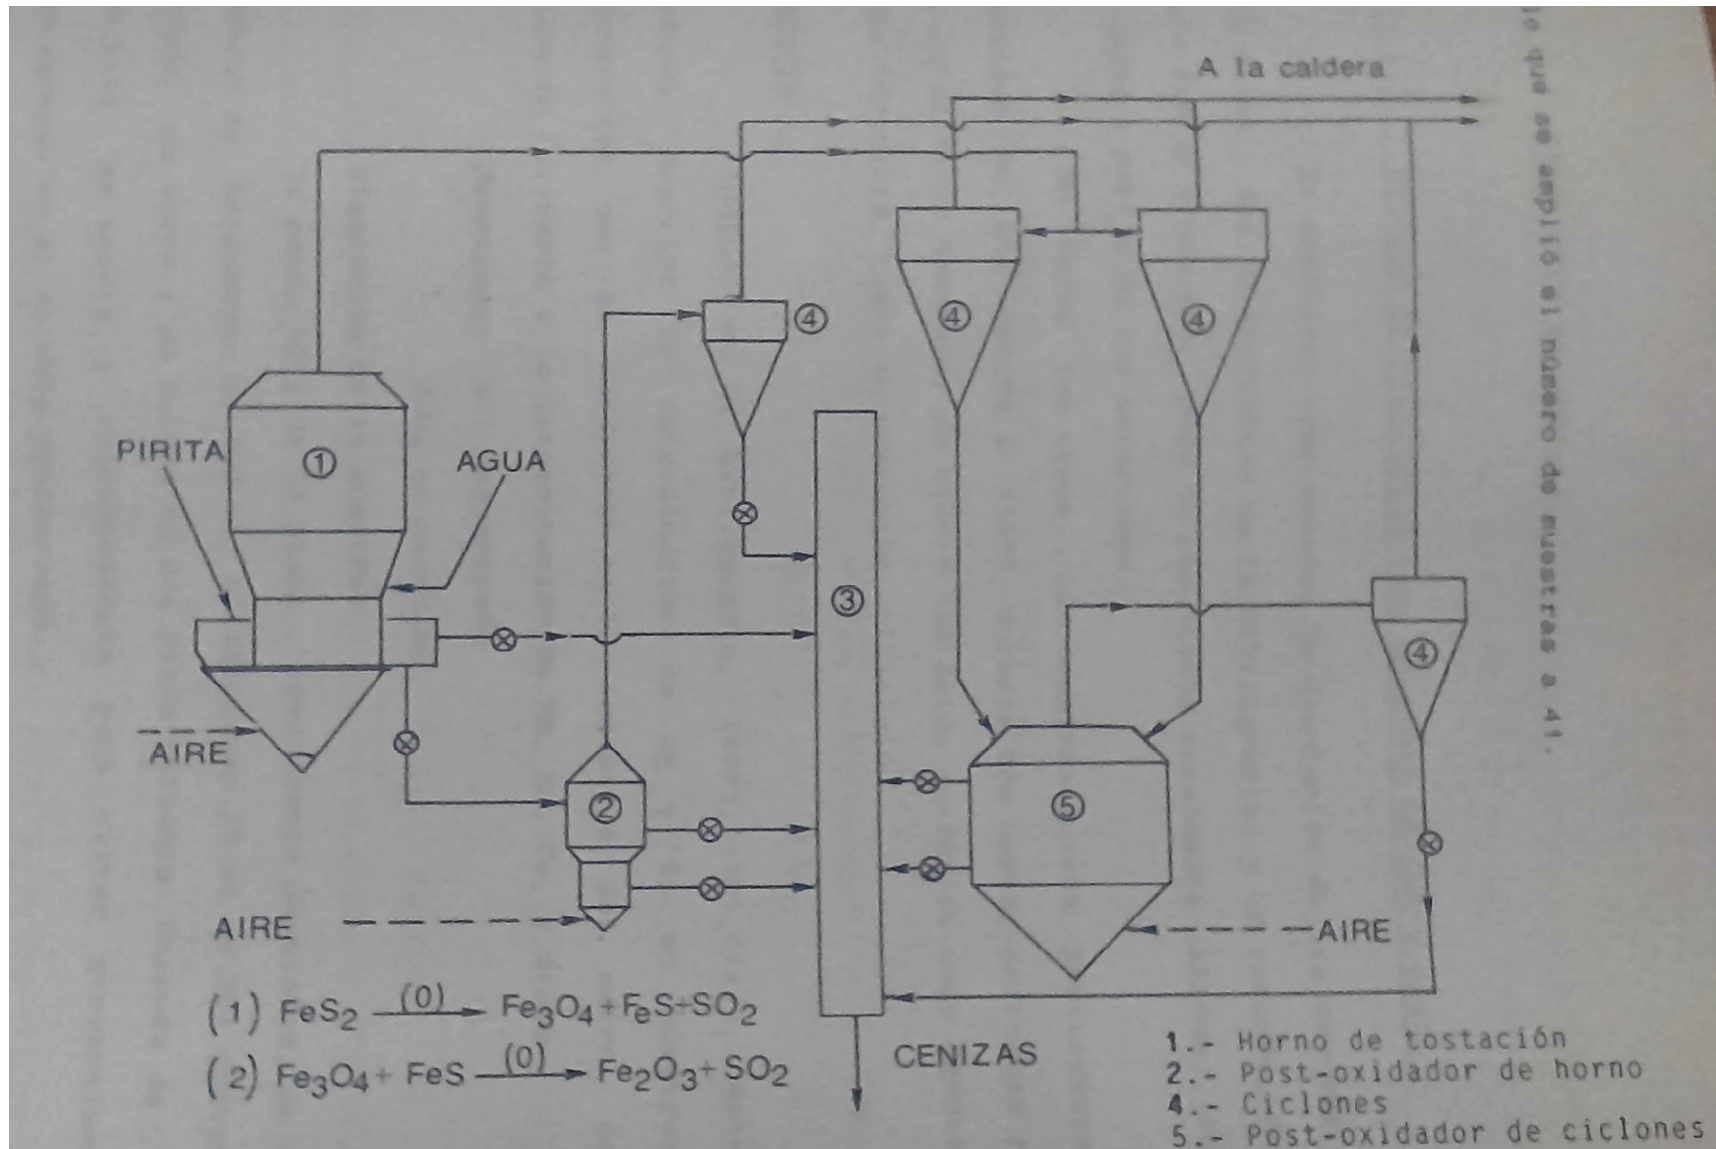 A la caldera
le que se amplió el número de muestras a 41.
④
④
④
PIRITA
①
AGUA
③
④
AIRE
②
⑤
AIRE
AIRE
(1) FeS₂ —(O)→ Fe₃O₄+FeS+SO₂
(2) Fe₃O₄+ FeS —(O)→ Fe₂O₃+ SO₂
CENIZAS
1.- Horno de tostación
2.- Post-oxidador de horno
4.- Ciclones
5.- Post-oxidador de ciclones